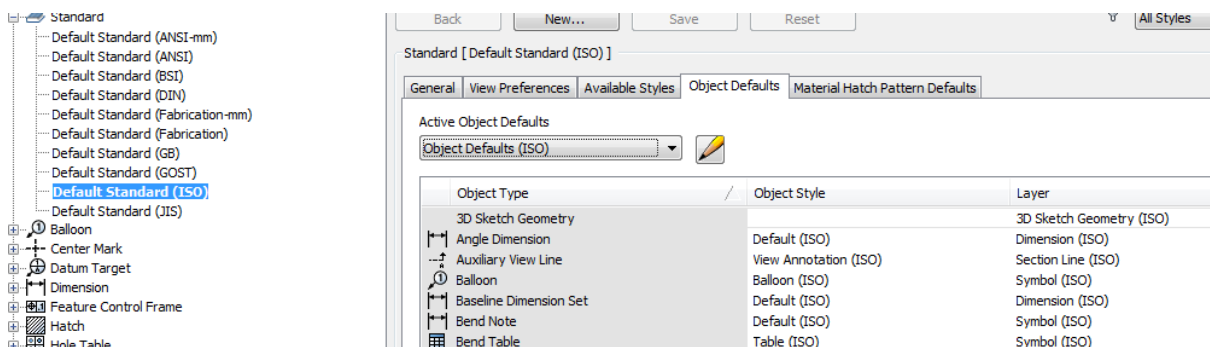 Standard
Default Standard (ANSI-mm)
Default Standard (ANSI)
Default Standard (BSI)
Default Standard (DIN)
Default Standard (Fabrication-mm)
Default Standard (Fabrication)
Default Standard (GB)
Default Standard (GOST)
Default Standard (ISO)
Default Standard (JIS)
Balloon
Center Mark
Datum Target
Dimension
Feature Control Frame
Hatch
Hole Table
Back New... Save Reset All Styles
Standard [ Default Standard (ISO) ]
General View Preferences Available Styles Object Defaults Material Hatch Pattern Defaults
Active Object Defaults
Object Defaults (ISO)
Object Type Object Style Layer
3D Sketch Geometry 3D Sketch Geometry (ISO)
Angle Dimension Default (ISO) Dimension (ISO)
Auxiliary View Line View Annotation (ISO) Section Line (ISO)
Balloon Balloon (ISO) Symbol (ISO)
Baseline Dimension Set Default (ISO) Dimension (ISO)
Bend Note Default (ISO) Symbol (ISO)
Bend Table Table (ISO) Symbol (ISO)